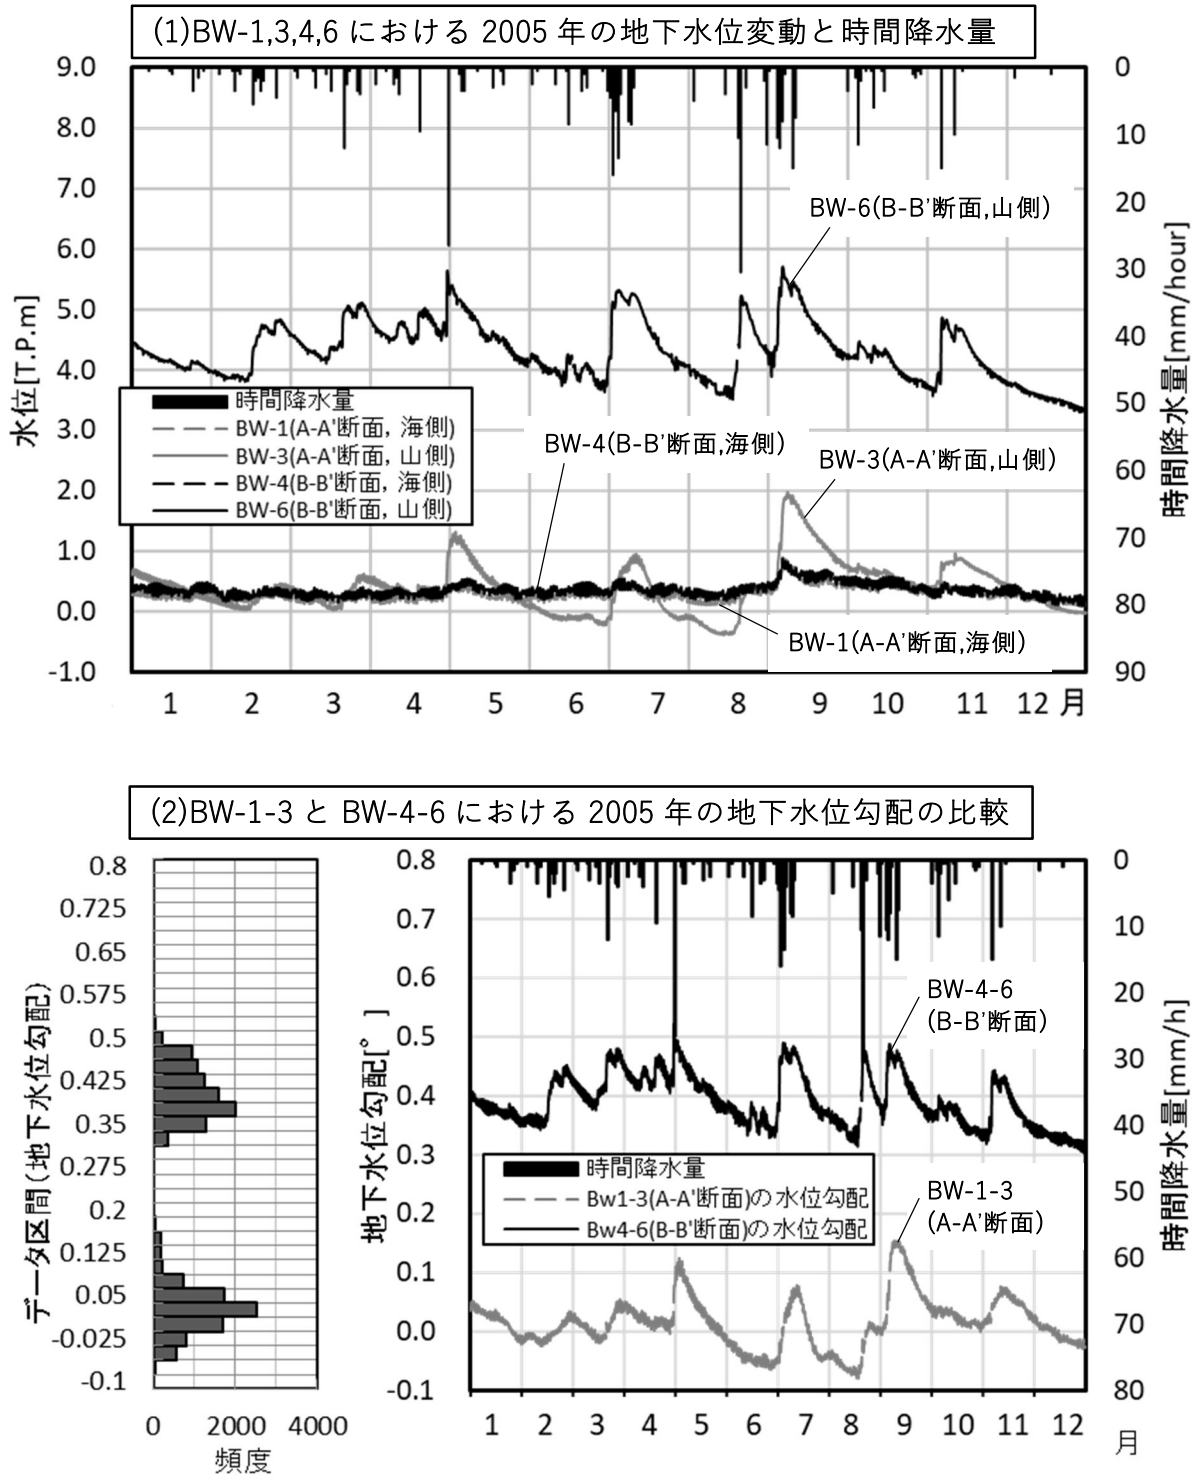 (1)BW-1,3,4,6 における 2005 年の地下水位変動と時間降水量
9.0
8.0
7.0
6.0
5.0
4.0
3.0
2.0
1.0
0.0
-1.0
水位[T.P.m]
0
10
20
30
40
50
60
70
80
90
時間降水量[mm/hour]
BW-6(B-B’断面,山側)
時間降水量
BW-1(A-A'断面, 海側)
BW-3(A-A'断面, 山側)
BW-4(B-B'断面, 海側)
BW-6(B-B'断面, 山側)
BW-4(B-B’断面,海側)
BW-3(A-A’断面,山側)
BW-1(A-A’断面,海側)
1 2 3 4 5 6 7 8 9 10 11 12 月
(2)BW-1-3 と BW-4-6 における 2005 年の地下水位勾配の比較
データ区間(地下水位勾配)
0.8
0.725
0.65
0.575
0.5
0.425
0.35
0.275
0.2
0.125
0.05
-0.025
-0.1
0 2000 4000
頻度
地下水位勾配[°]
0.8
0.7
0.6
0.5
0.4
0.3
0.2
0.1
0.0
-0.1
0
10
20
30
40
50
60
70
80
時間降水量[mm/h]
BW-4-6
(B-B’断面)
時間降水量
Bw1-3(A-A'断面)の水位勾配
Bw4-6(B-B'断面)の水位勾配
BW-1-3
(A-A’断面)
1 2 3 4 5 6 7 8 9 10 11 12
月